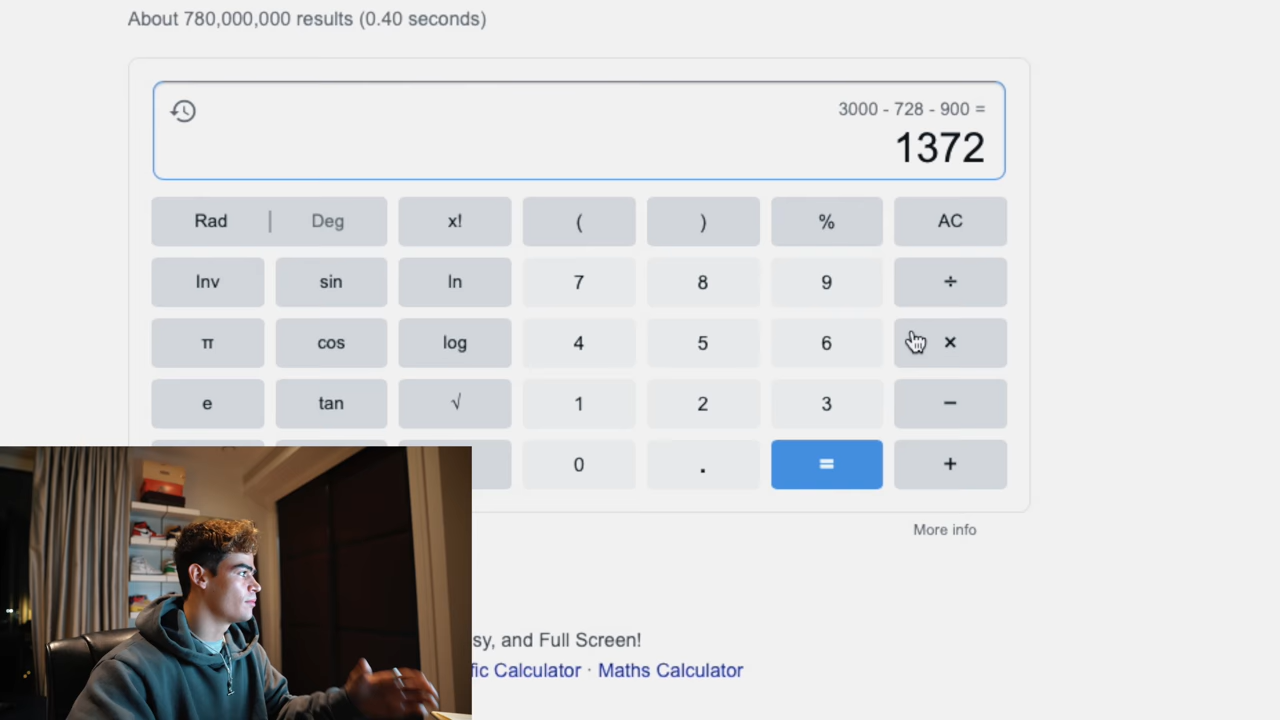 About 780,000,000 results (0.40 seconds)
3000 - 728 - 900 =
1372
Rad | Deg x! ( ) % AC
Inv sin ln 7 8 9 ÷
π cos log 4 5 6 ×
e tan √ 1 2 3 −
0 . = +
More info
sy, and Full Screen!
fic Calculator · Maths Calculator